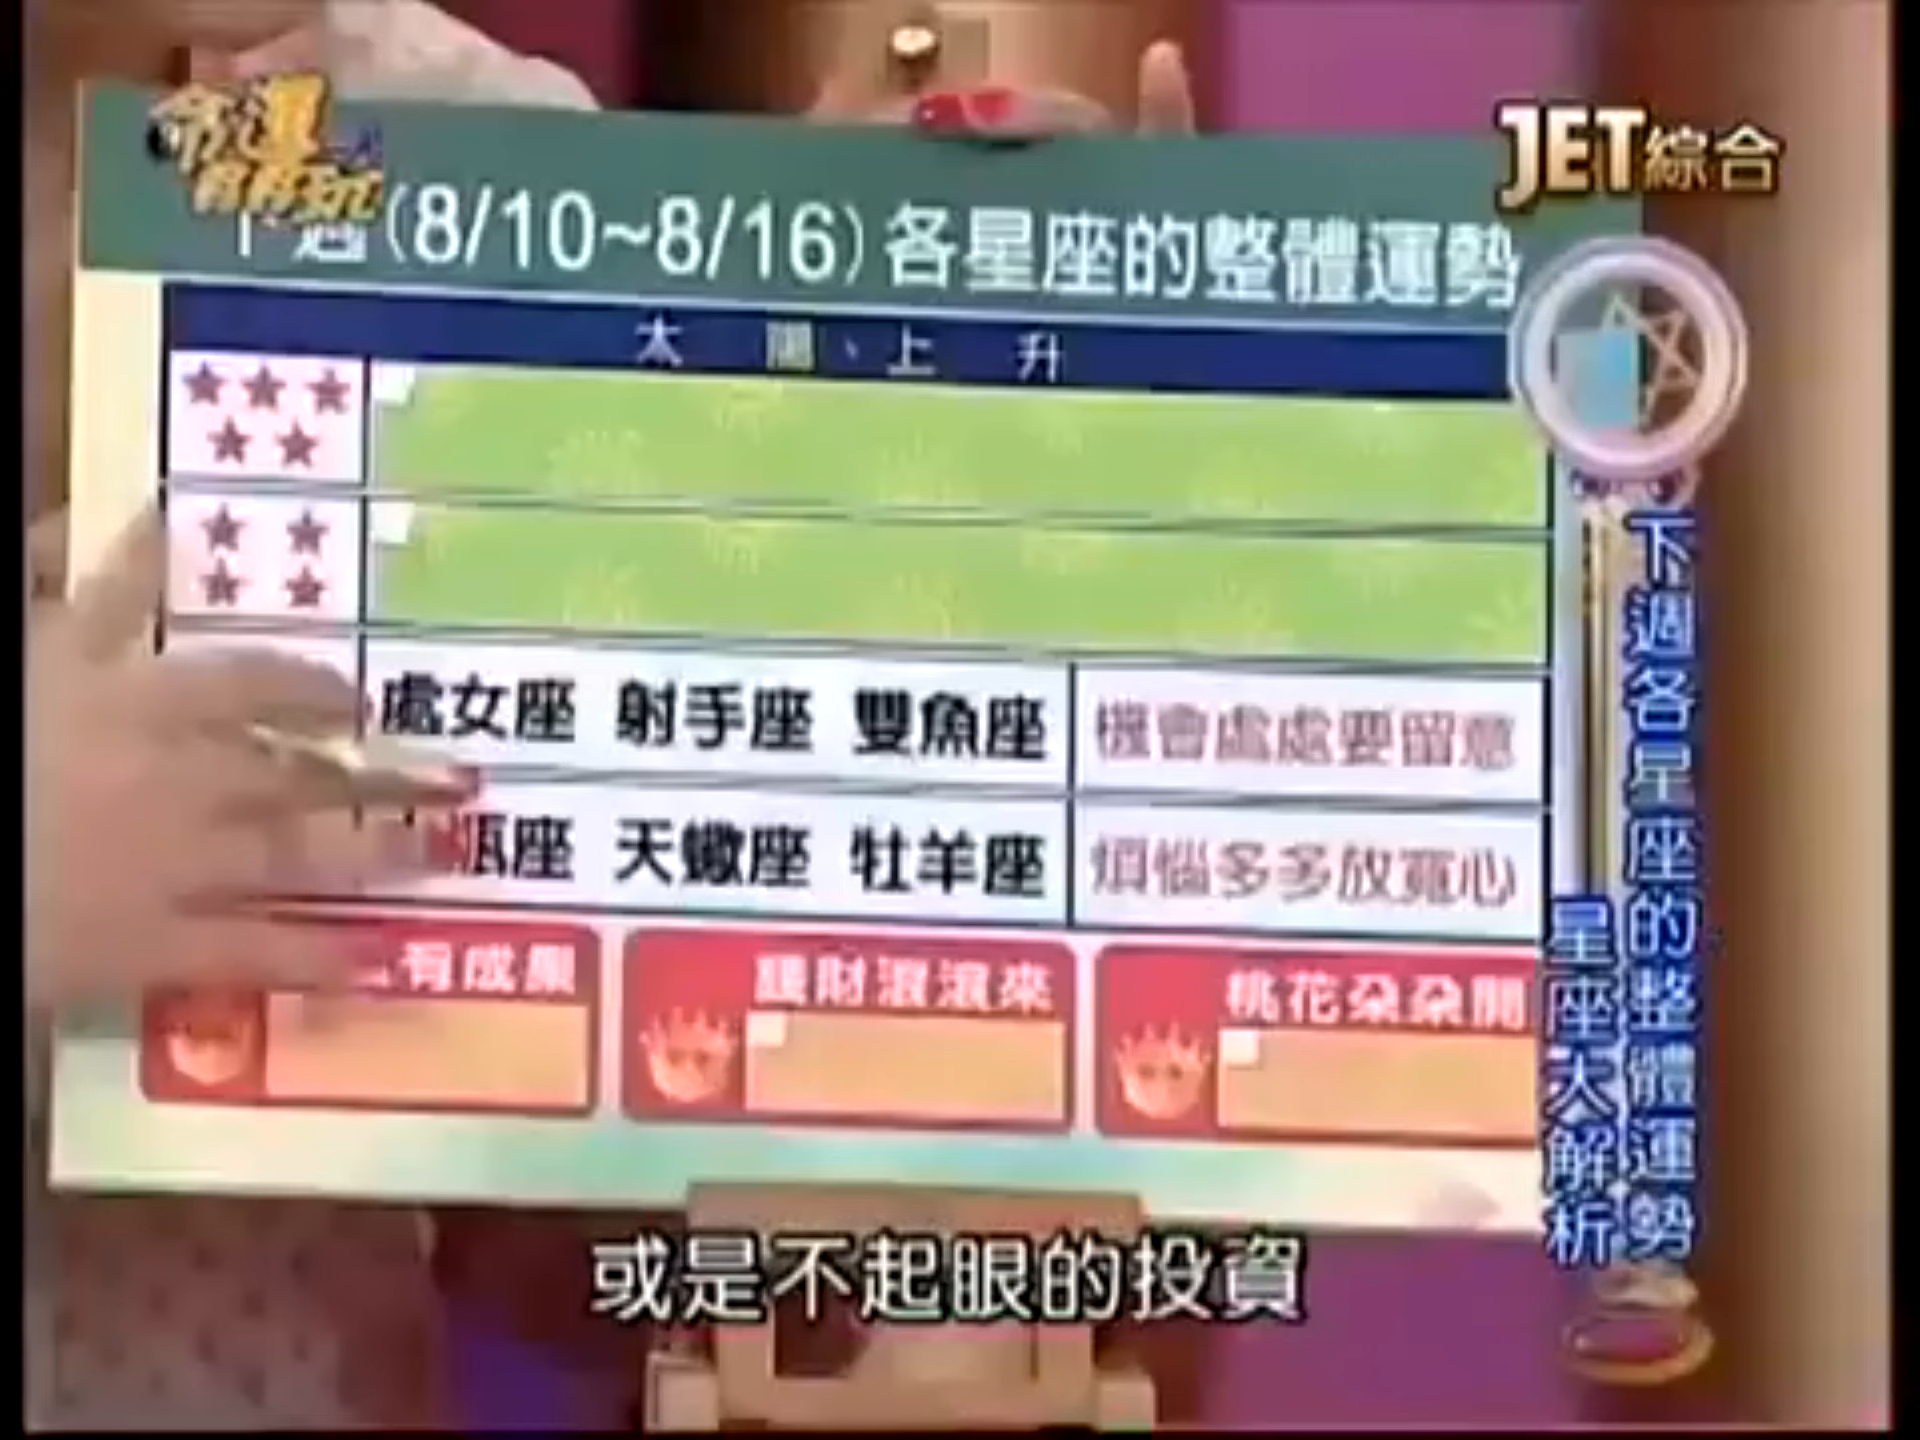 命運好好玩
JET綜合
下週(8/10~8/16)各星座的整體運勢
太陽、上升
★★★
★★
★★
★★
處女座 射手座 雙魚座 機會處處要留意
瓶座 天蠍座 牡羊座 煩惱多多放寬心
有成果
錢財滾滾來
桃花朵朵開
下週各星座的整體運勢
星座大解析
或是不起眼的投資